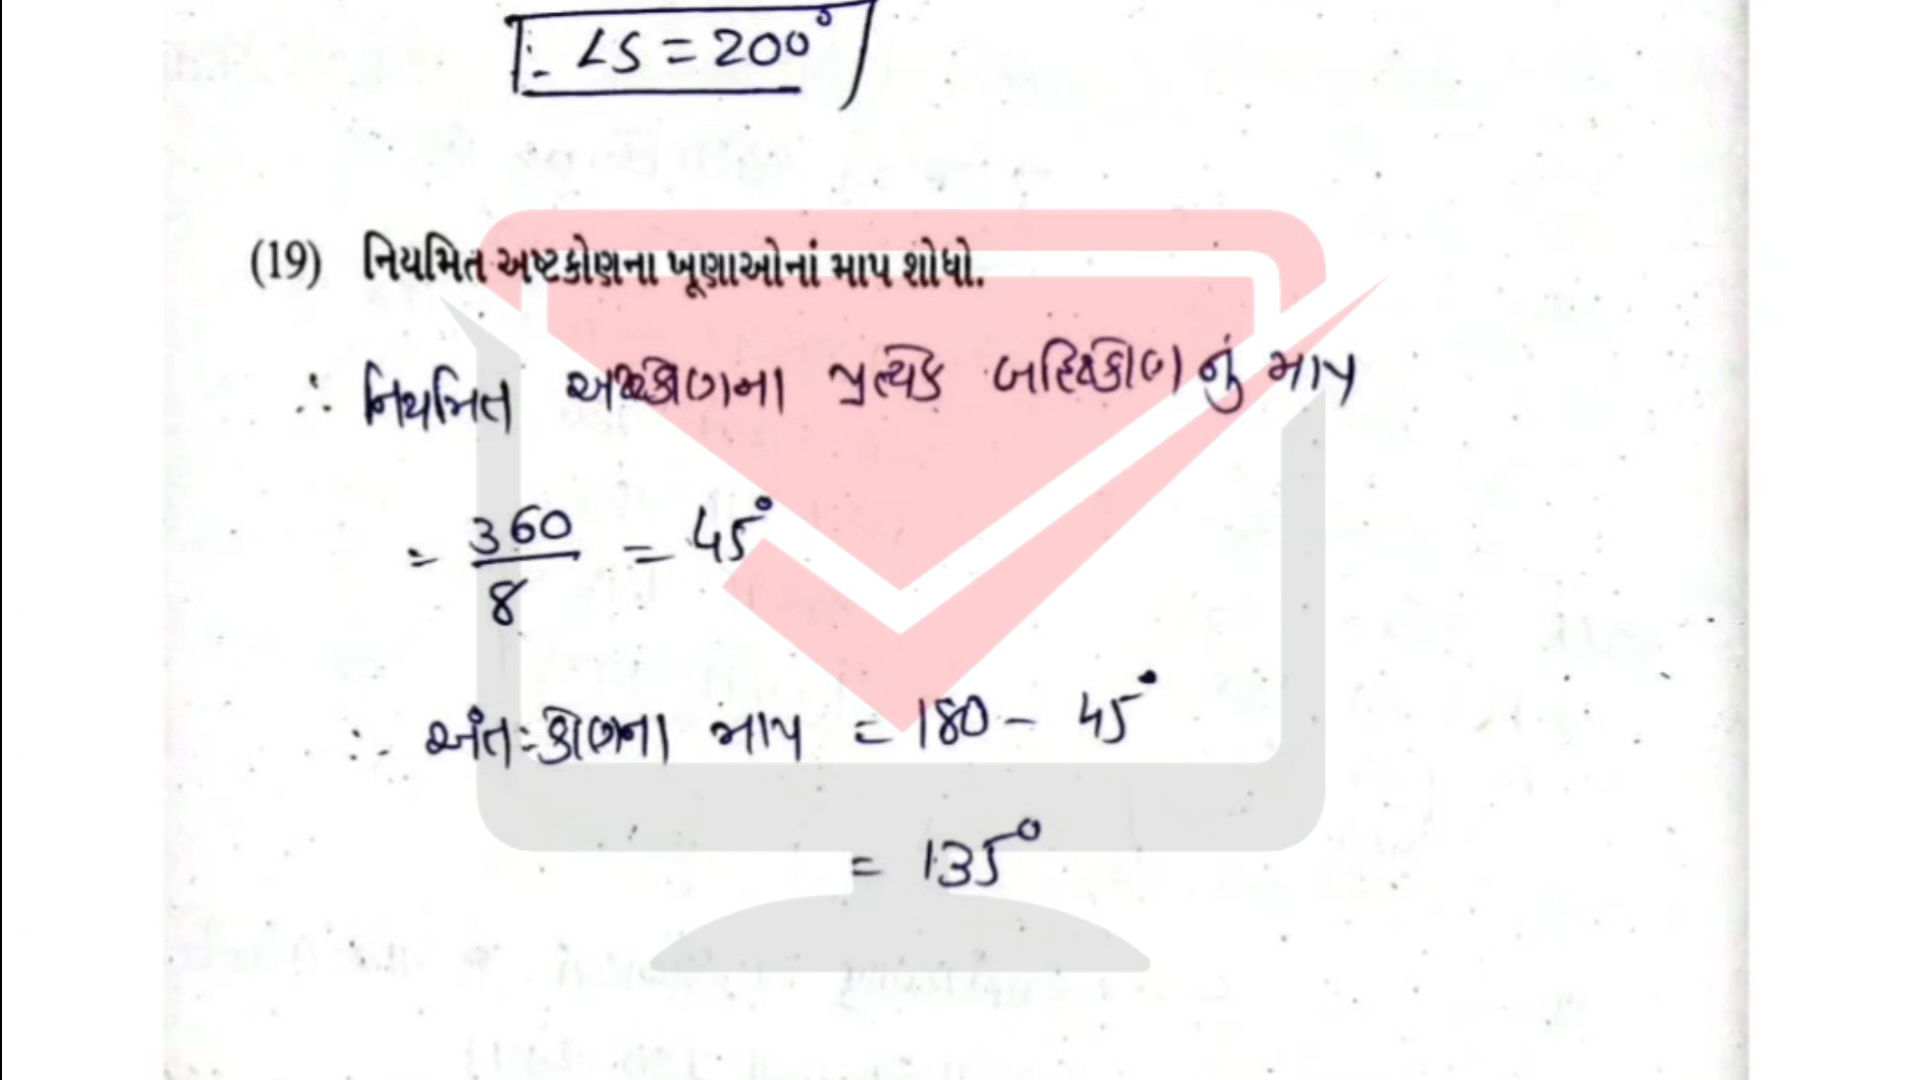 ∴ ∠S = 200°
(19) નિયમિત અષ્ટકોણના ખૂણાઓનાં માપ શોધો.
∴ નિયમિત અષ્ટકોણના પ્રત્યેક બહિષ્કોણ નું માપ
= 360/8 = 45°
∴ અંતઃકોણના માપ = 180 - 45°
= 135°